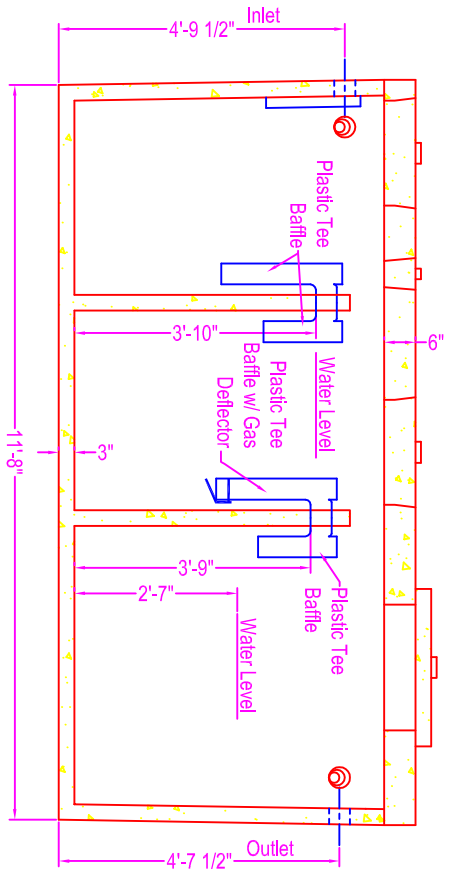 Inlet
4'-9 1/2"
Plastic Tee
Baffle
3'-10"
6"
Water Level
Plastic Tee
Baffle w/ Gas
Deflector
3"
11'-8"
3'-9"
2'-7"
Plastic Tee
Baffle
Water Level
Outlet
4'-7 1/2"